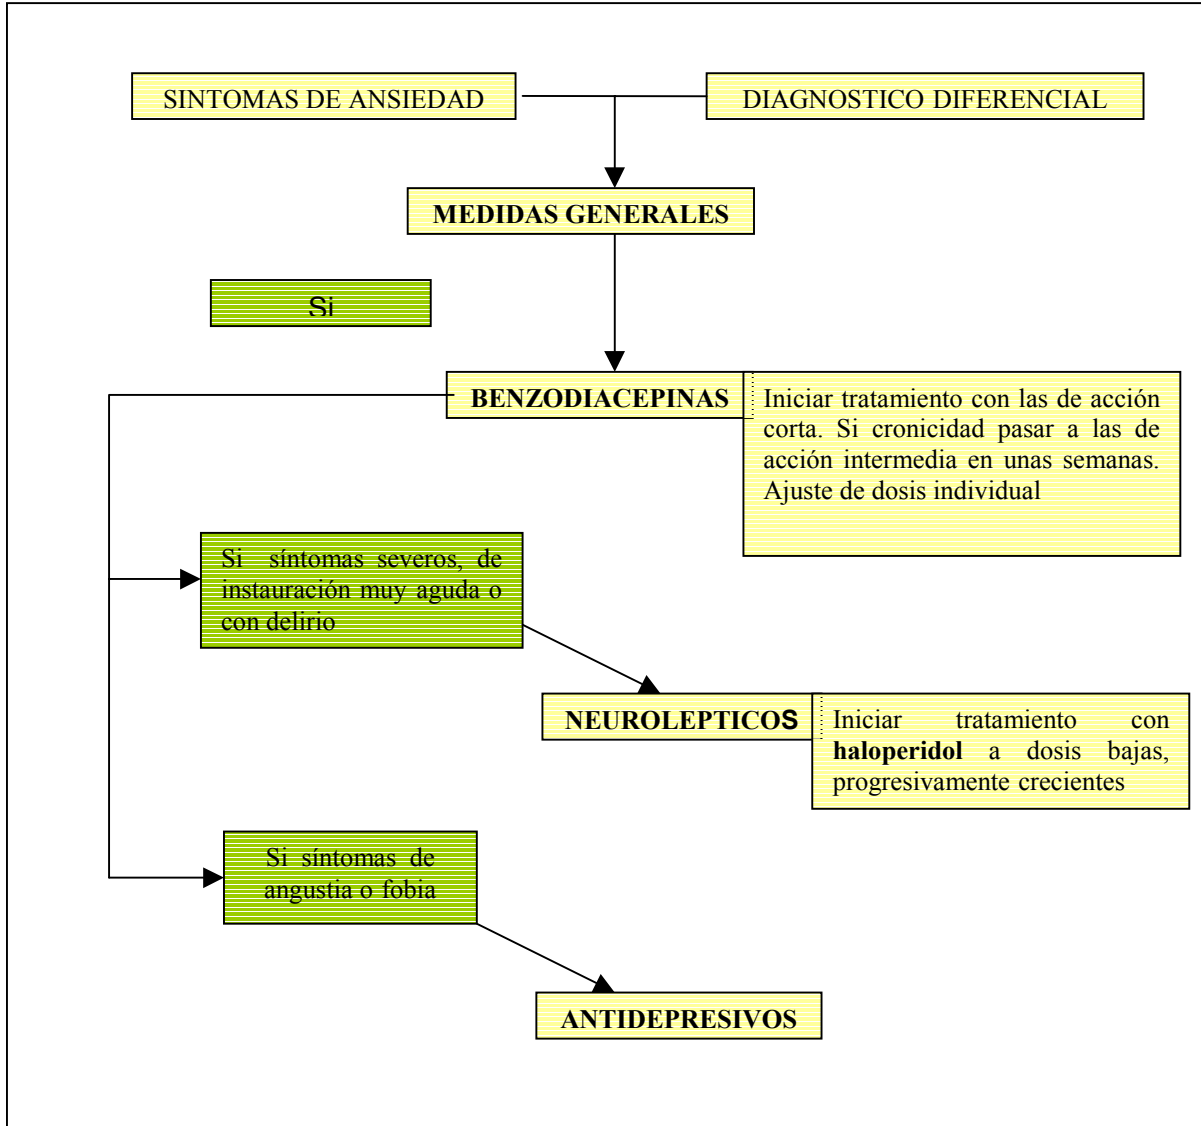 SINTOMAS DE ANSIEDAD
DIAGNOSTICO DIFERENCIAL
MEDIDAS GENERALES
Si
BENZODIACEPINAS
Iniciar tratamiento con las de acción
corta. Si cronicidad pasar a las de
acción intermedia en unas semanas.
Ajuste de dosis individual
Si síntomas severos, de
instauración muy aguda o
con delirio
NEUROLEPTICOS
Iniciar tratamiento con
haloperidol a dosis bajas,
progresivamente crecientes
Si síntomas de
angustia o fobia
ANTIDEPRESIVOS